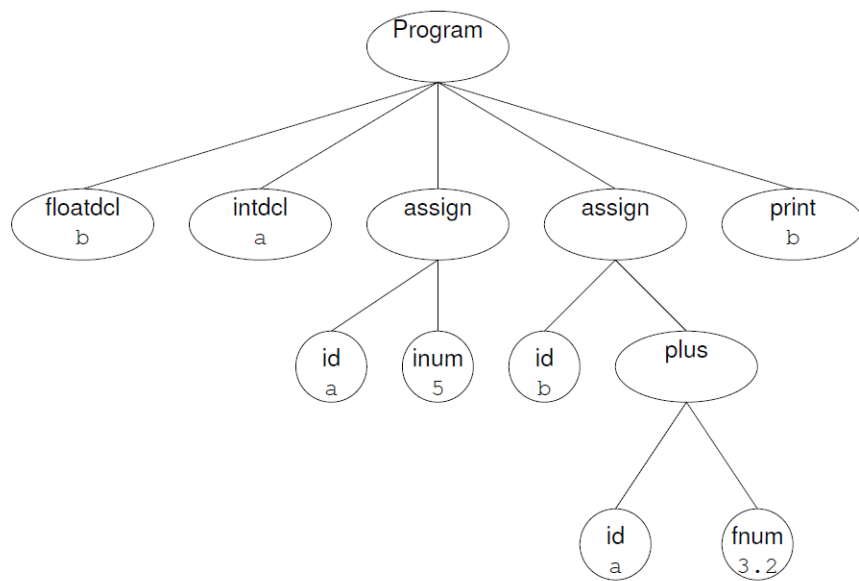 Program
floatdcl
b
intdcl
a
assign
assign
print
b
id
a
inum
5
id
b
plus
id
a
fnum
3.2